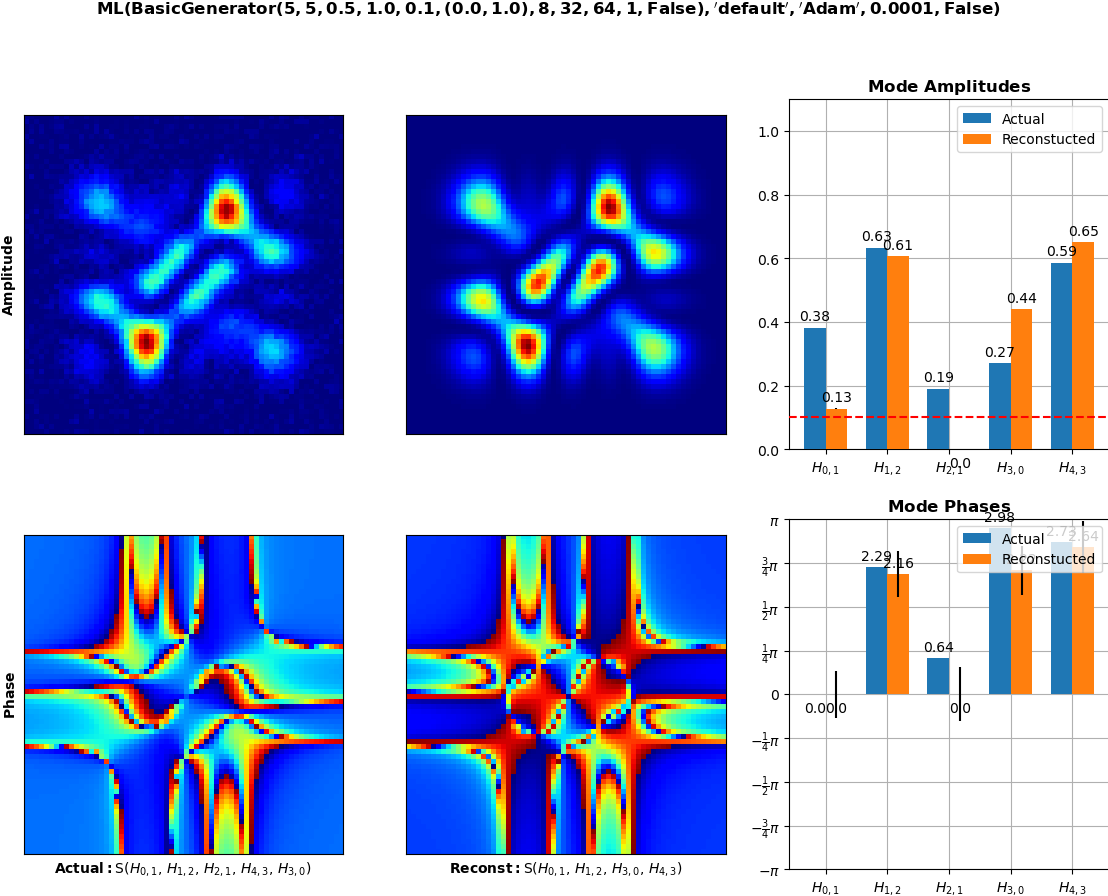 ML(BasicGenerator(5, 5, 0.5, 1.0, 0.1, (0.0, 1.0), 8, 32, 64, 1, False), 'default', 'Adam', 0.0001, False)
Mode Amplitudes
Amplitude
Actual
Reconstucted
1.0
0.8
0.6
0.4
0.2
0.0
0.38
0.13
0.63
0.61
0.19
0.0
0.27
0.44
0.59
0.65
H0,1
H1,2
H2,1
H3,0
H4,3
Mode Phases
Phase
Actual
Reconstucted
π
3/4π
1/2π
1/4π
0
−1/4π
−1/2π
−3/4π
−π
2.29
2.16
0.64
2.98
H0,1
H1,2
H2,1
H3,0
H4,3
Actual: S(H0,1, H1,2, H2,1, H4,3, H3,0)
Reconst: S(H0,1, H1,2, H3,0, H4,3)